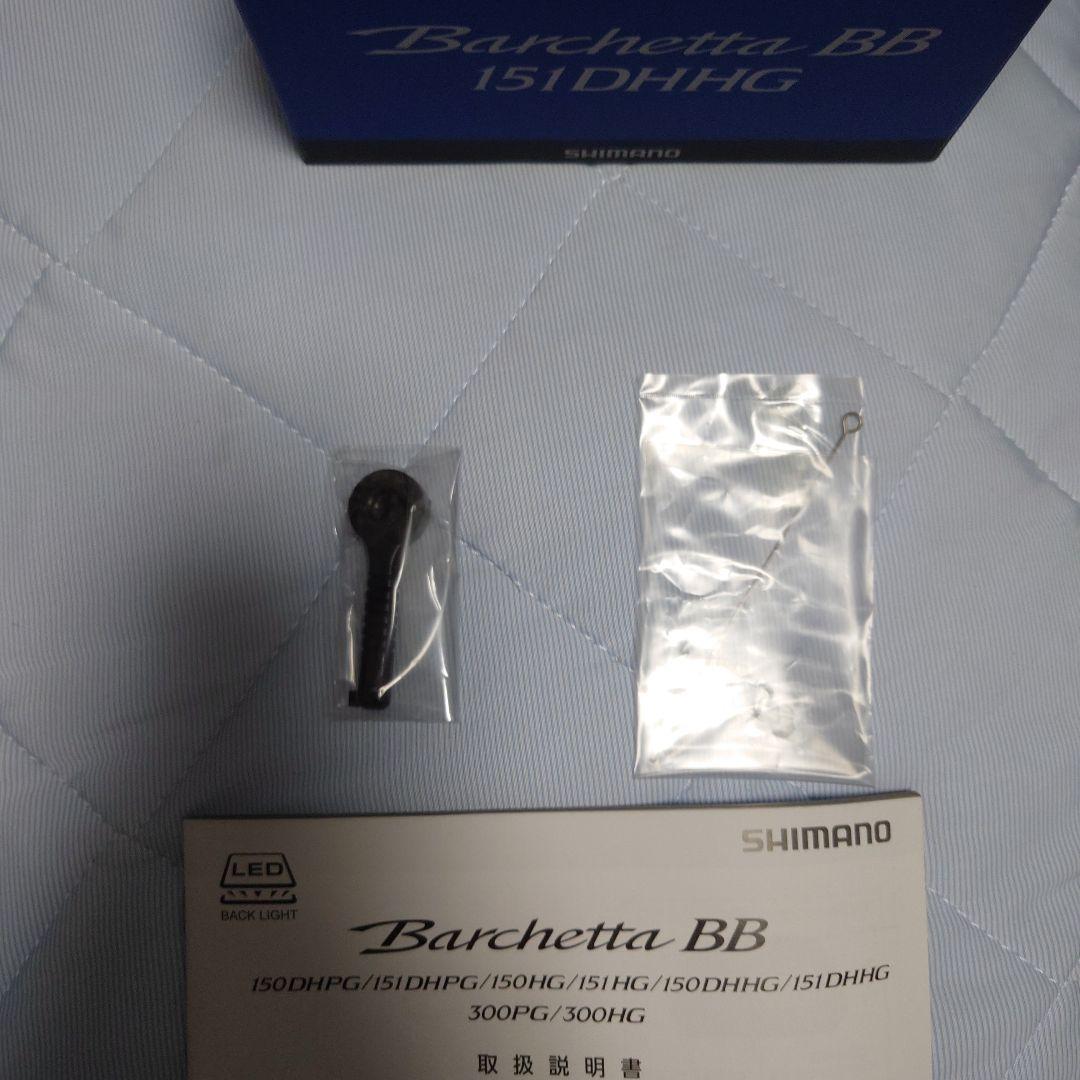 Barchetta BB
151DHHG
SHIMANO
SHIMANO
LED
BACK LIGHT
Barchetta BB
150DHPG/151DHPG/150HG/151HG/150DHHG/151DHHG
300PG/300HG
取扱説明書